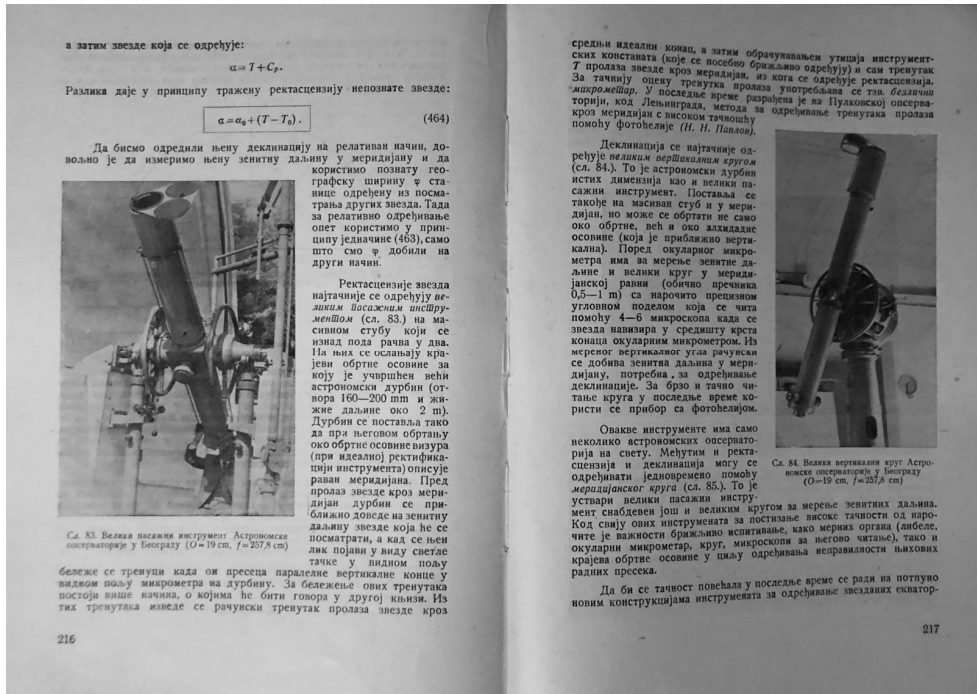 а затим звезде која се одређује:
α = T + Cₚ.
Разлика даје у принципу тражену ректасцензију непознате звезде:
α = α₀ + (T − T₀) . (464)
Да бисмо одредили њену деклинацију на релативан начин, до-
вољно је да измеримо њену зенитну даљину у меридијану и да
користимо познату гео-
графску ширину φ ста-
нице одређену из посма-
трања других звезда. Тада
за релативно одређивање
опет користимо у прин-
ципу једначине (463), само
што смо φ добили на
други начин.
Ректасцензије звезда
најтачније се одређују ве-
ликим пасажним инстру-
ментом (сл. 83.) на ма-
сивном стубу који се
изнад пода рачва у два.
На њих се ослањају кра-
јеви обртне осовине за
коју је учвршћен већи
астрономски дурбин (от-
вора 160—200 mm и жи-
жне даљине око 2 m).
Дурбин се поставља тако
да при његовом обртању
око обртне осовине визура
(при идеалној ректифика-
цији инструмента) описује
раван меридијана. Пред
пролаз звезде кроз мери-
дијан дурбин се при-
ближно доведе на зенитну
даљину звезде која ће се
посматрати, а кад се њен
лик појави у виду светле
тачке у видном пољу
Сл. 83. Велики пасажни инструмент Астрономске
опсерваторије у Београду (O = 19 cm, f = 257,8 cm)
бележе се тренуци када он пресеца паралелне вертикалне конце у
видном пољу микрометра на дурбину. За бележење ових тренутака
постоји више начина, о којима ће бити говора у другој књизи. Из
тих тренутака изведе се рачунски тренутак пролаза звезде кроз
216
средњи идеални конац, а затим обрачунавањем утицаја инструмент-
ских констаната (које се посебно брижљиво одређују) и сам тренутак
T пролаза звезде кроз меридијан, из кога се одређује ректасцензија.
За тачнију оцену тренутка пролаза употребљава се тзв. безлични
микрометар. У последње време разрађена је на Пулковској опсерва-
торији, код Лењинграда, метода за одређивање тренутака пролаза
кроз меридијан с високом тачношћу
помоћу фотоћелије (Н. Н. Павлов).
Деклинација се најтачније од-
ређује великим вертикалним кругом
(сл. 84.). То је астрономски дурбин
истих димензија као и велики па-
сажни инструмент. Поставља се
такође на масиван стуб и у мери-
дијан, но може се обртати не само
око обртне, већ и око алхидадне
осовине (која је приближно верти-
кална). Поред окуларног микро-
метра има за мерење зенитне да-
љине и велики круг у мериди-
јанској равни (обично пречника
0,5—1 m) са нарочито прецизном
угловном поделом која се чита
помоћу 4—6 микроскопа када се
звезда навизира у средишту крста
конаца окуларним микрометром. Из
мереног вертикалног угла рачунски
се добива зенитна даљина у мери-
дијану, потребна за одређивање
деклинације. За брзо и тачно чи-
тање круга у последње време ко-
ристи се прибор са фотоћелијом.
Овакве инструменте има само
неколико астрономских опсервато-
рија на свету. Међутим и ректа-
сцензија и деклинација могу се
одређивати једновремено помоћу
меридијанског круга (сл. 85.). То је
уствари велики пасажни инстру-
Сл. 84. Велики вертикални круг Астро-
номске опсерваторије у Београду
(O=19 cm, f=257,8 cm)
мент снабдевен још и великим кругом за мерење зенитних даљина.
Код свију ових инструмената за постизање високе тачности од наро-
чите је важности брижљиво испитивање, како мерних органа (либеле,
окуларни микрометар, круг, микроскопи за његово читање), тако и
крајева обртне осовине у циљу одређивања неправилности њихових
радних пресека.
Да би се тачност повећала у последње време се ради на потпуно
новим конструкцијама инструмената за одређивање звезданих екватор-
217